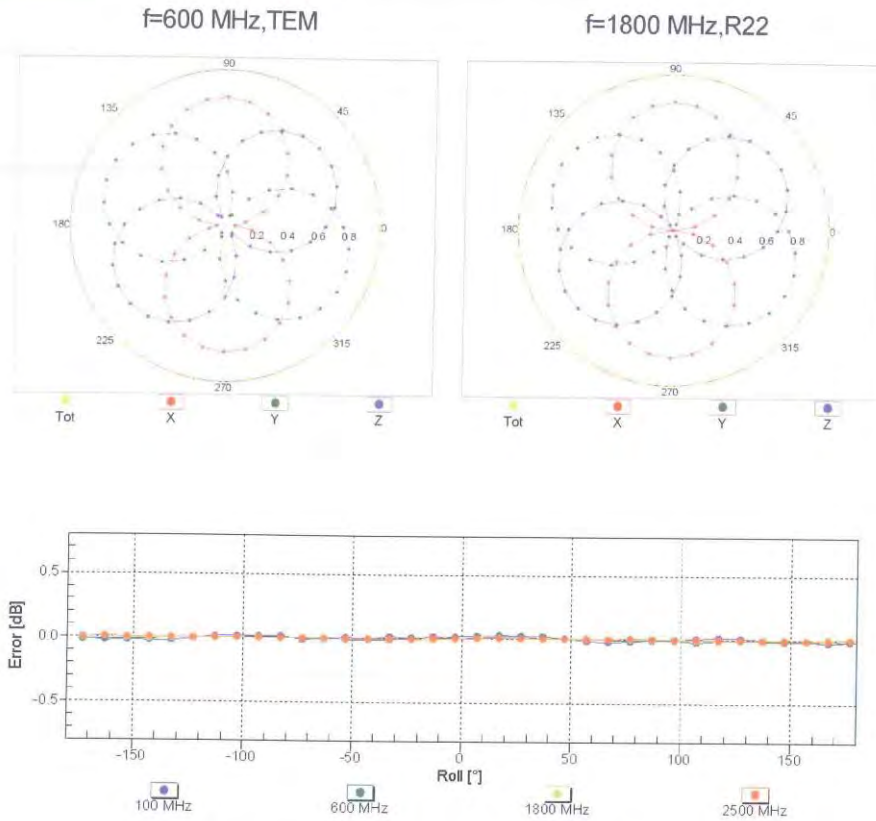 f=600 MHz,TEM
f=1800 MHz,R22
90
135
45
180
0.2 0.4 0.6 0.8
0
225
315
270
Tot
X
Y
Z
90
135
45
180
0.2 0.4 0.6 0.8
0
225
315
270
Tot
X
Y
Z
Error [dB]
0.5
0.0
-0.5
-150
-100
-50
0
50
100
150
Roll [°]
100 MHz
600 MHz
1800 MHz
2500 MHz